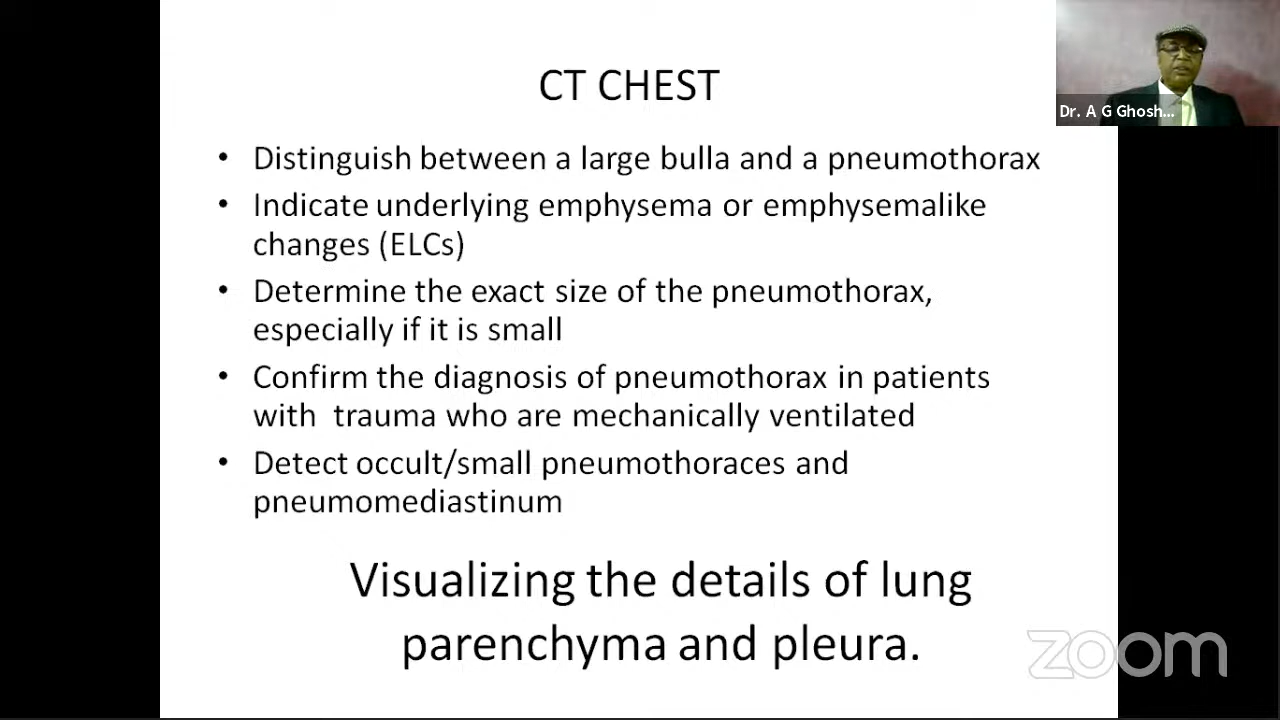 CT CHEST
Dr. A G Ghosh...
• Distinguish between a large bulla and a pneumothorax
• Indicate underlying emphysema or emphysemalike
changes (ELCs)
• Determine the exact size of the pneumothorax,
especially if it is small
• Confirm the diagnosis of pneumothorax in patients
with  trauma who are mechanically ventilated
• Detect occult/small pneumothoraces and
pneumomediastinum
Visualizing the details of lung
parenchyma and pleura.
zoom